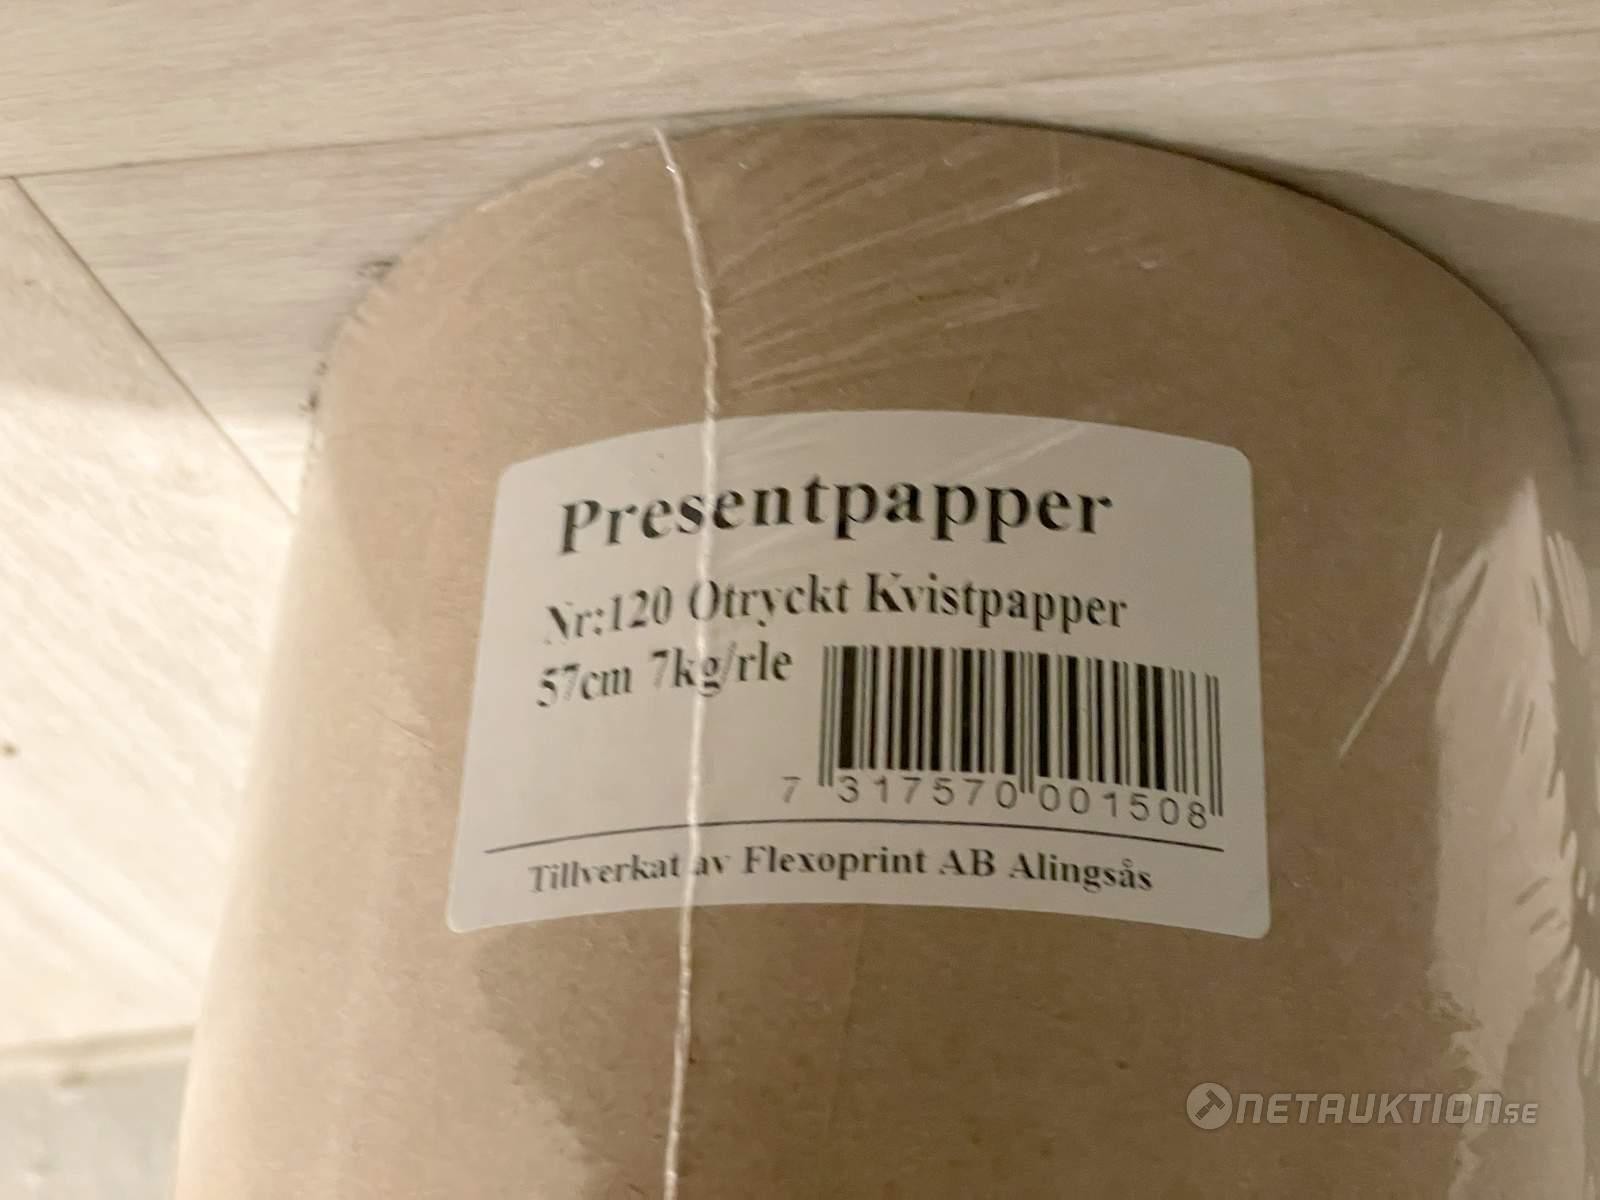 Presentpapper
Nr:120 Otryckt Kvistpapper
57cm 7kg/rle
7 317570 001508
Tillverkat av Flexoprint AB Alingsås
NETAUKTION.SE